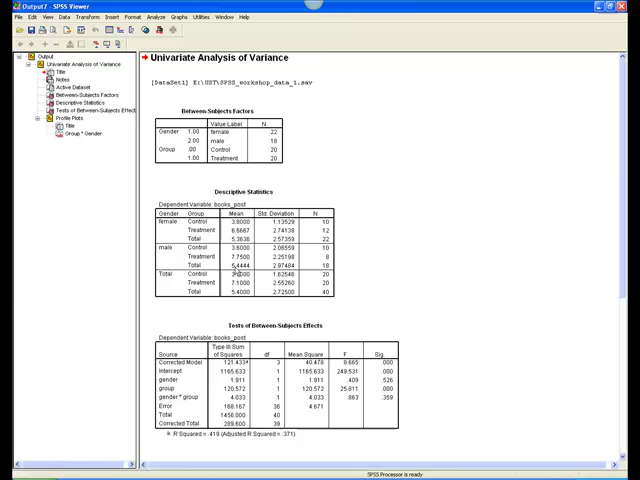 Output7 - SPSS Viewer
File Edit View Data Transform Insert Format Analyze Graphs Utilities Window Help
Output
Univariate Analysis of Variance
Title
Notes
Active Dataset
Between-Subjects Factors
Descriptive Statistics
Tests of Between-Subjects Effect
Profile Plots
Title
Group * Gender
Univariate Analysis of Variance
[DataSet1] E:\UST\SPSS_workshop_data_1.sav
Between-Subjects Factors
Value Label N
Gender 1.00 female 22
2.00 male 18
Group .00 Control 20
1.00 Treatment 20
Descriptive Statistics
Dependent Variable: books_post
Gender Group Mean Std. Deviation N
female Control 3.8000 1.13529 10
Treatment 6.6667 2.74138 12
Total 5.3636 2.57359 22
male Control 3.6000 2.06559 10
Treatment 7.7500 2.25198 8
Total 5.4444 2.97484 18
Total Control 1.62546 20
Treatment 7.1000 2.55260 20
Total 5.4000 2.72500 40
Tests of Between-Subjects Effects
Dependent Variable: books_post
Source Type III Sum of Squares df Mean Square F Sig.
Corrected Model 121.433a 3 40.478 8.665 .000
Intercept 1165.633 1 1165.633 249.531 .000
gender 1.911 1 1.911 .409 .526
group 120.572 1 120.572 25.811 .000
gender * group 4.033 1 4.033 .863 .359
Error 168.167 36 4.671
Total 1456.000 40
Corrected Total 289.600 39
a. R Squared = .419 (Adjusted R Squared = .371)
SPSS Processor is ready